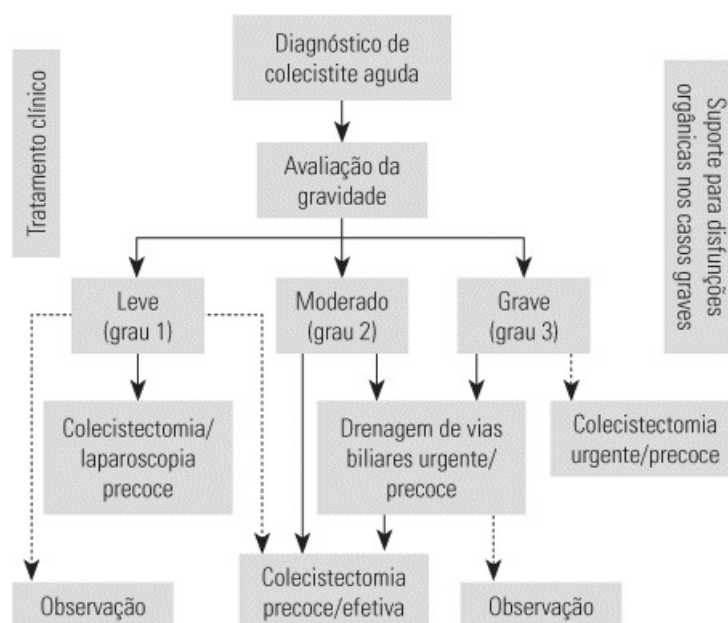 Diagnóstico de
colecistite aguda
Tratamento clínico
Suporte para disfunções
orgânicas nos casos graves
Avaliação da
gravidade
Leve
(grau 1)
Moderado
(grau 2)
Grave
(grau 3)
Colecistectomia/
laparoscopia
precoce
Drenagem de vias
biliares urgente/
precoce
Colecistectomia
urgente/precoce
Observação
Colecistectomia
precoce/efetiva
Observação